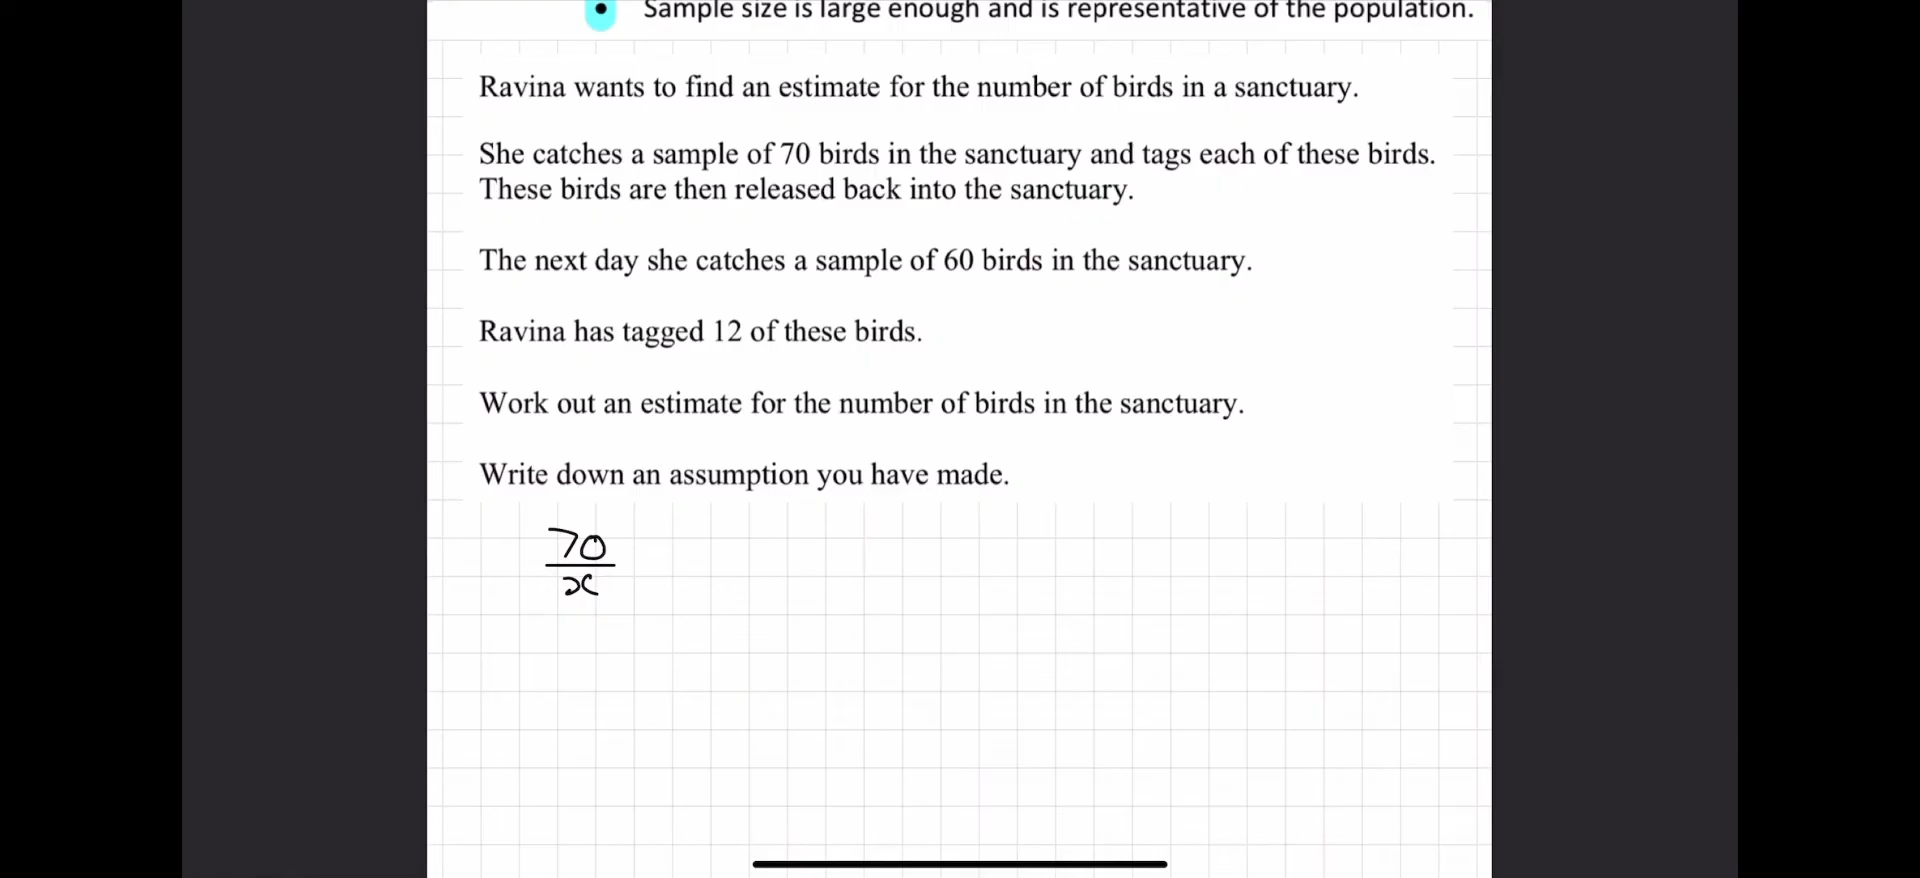 • Sample size is large enough and is representative of the population.
Ravina wants to find an estimate for the number of birds in a sanctuary.
She catches a sample of 70 birds in the sanctuary and tags each of these birds.
These birds are then released back into the sanctuary.
The next day she catches a sample of 60 birds in the sanctuary.
Ravina has tagged 12 of these birds.
Work out an estimate for the number of birds in the sanctuary.
Write down an assumption you have made.
70
x